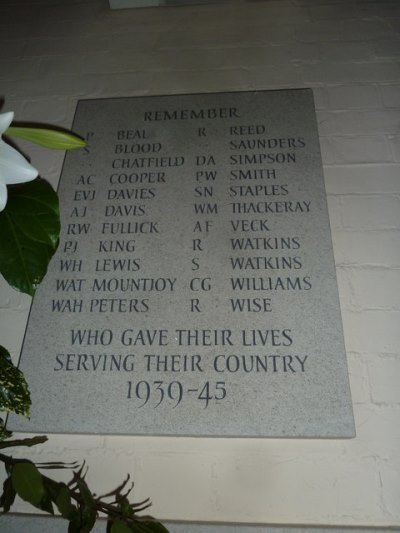 REMEMBER
P BEAL R REED
S BLOOD SAUNDERS
CHATFIELD DA SIMPSON
AC COOPER PW SMITH
EVJ DAVIES SN STAPLES
AJ DAVIS WM THACKERAY
RW FULLICK AF VECK
PJ KING R WATKINS
WH LEWIS S WATKINS
WAT MOUNTJOY CG WILLIAMS
WAH PETERS R WISE
WHO GAVE THEIR LIVES
SERVING THEIR COUNTRY
1939-45